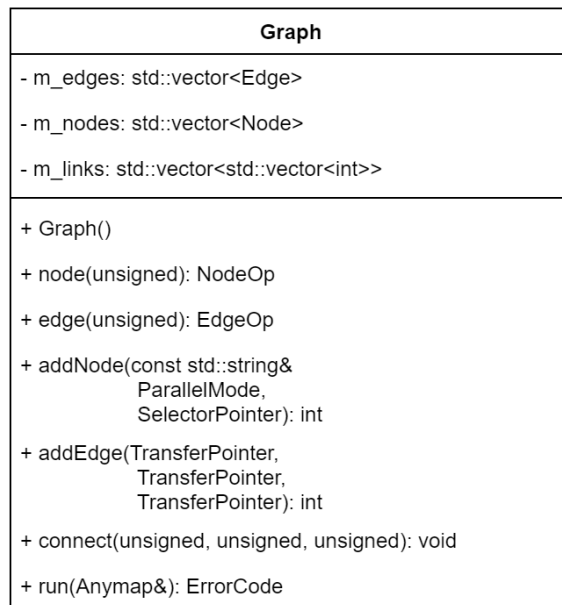 Graph
- m_edges: std::vector<Edge>
- m_nodes: std::vector<Node>
- m_links: std::vector<std::vector<int>>
+ Graph()
+ node(unsigned): NodeOp
+ edge(unsigned): EdgeOp
+ addNode(const std::string&
ParallelMode,
SelectorPointer): int
+ addEdge(TransferPointer,
TransferPointer,
TransferPointer): int
+ connect(unsigned, unsigned, unsigned): void
+ run(Anymap&): ErrorCode